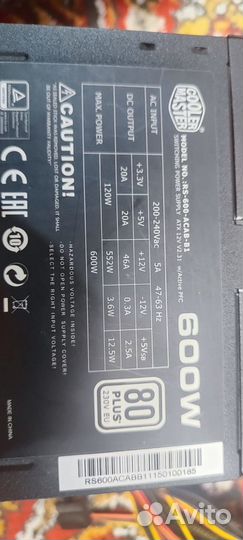 COOLER MASTER
MODEL NO.:RS-600-ACAB-B1
SWITCHING POWER SUPPLY ATX 12V V2.31 w/Active PFC
600W
AC INPUT 200-240Vac 5A 47-63 Hz
DC OUTPUT +3.3V +5V +12V -12V +5VSB
20A 20A 46A 0.3A 2.5A
MAX. POWER 120W 552W 3.6W 12.5W
600W
CAUTION!
-HAZARDOUS VOLTAGE INSIDE!
-DO NOT OPEN POWER SUPPLY COVER!
-SELECT THE RIGHT INPUT VOLTAGE!
CE EAC
10
80
PLUS
230V EU
RS600ACABB11150100185
Avito